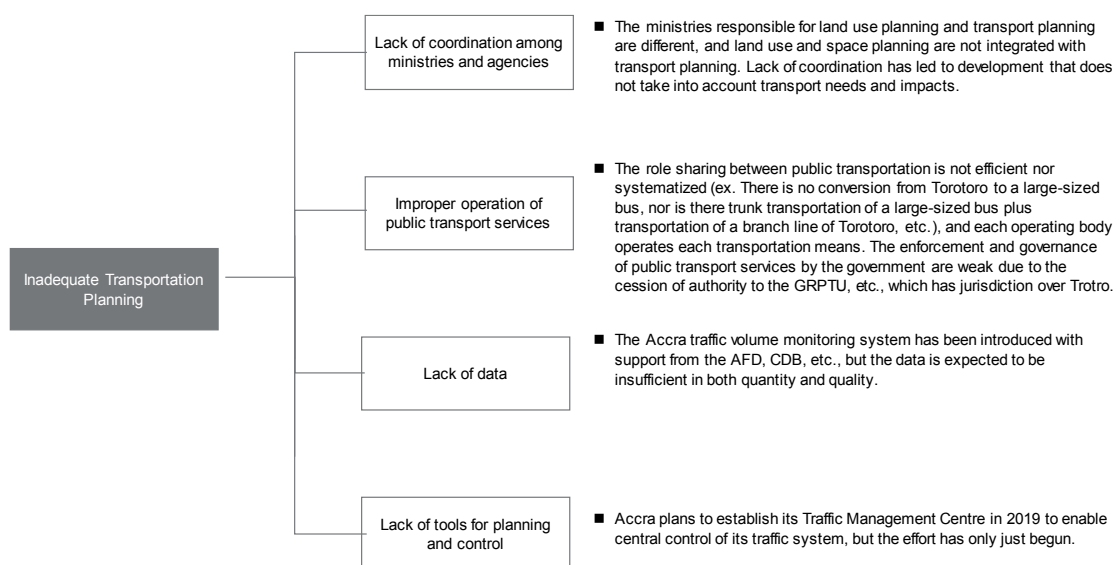 Inadequate Transportation
Planning
Lack of coordination among
ministries and agencies
■ The ministries responsible for land use planning and transport planning
are different, and land use and space planning are not integrated with
transport planning. Lack of coordination has led to development that does
not take into account transport needs and impacts.
Improper operation of
public transport services
■ The role sharing between public transportation is not efficient nor
systematized (ex. There is no conversion from Torotoro to a large-sized
bus, nor is there trunk transportation of a large-sized bus plus
transportation of a branch line of Torotoro, etc.), and each operating body
operates each transportation means. The enforcement and governance
of public transport services by the government are weak due to the
cession of authority to the GRPTU, etc., which has jurisdiction over Trotro.
Lack of data
■ The Accra traffic volume monitoring system has been introduced with
support from the AFD, CDB, etc., but the data is expected to be
insufficient in both quantity and quality.
Lack of tools for planning
and control
■ Accra plans to establish its Traffic Management Centre in 2019 to enable
central control of its traffic system, but the effort has only just begun.